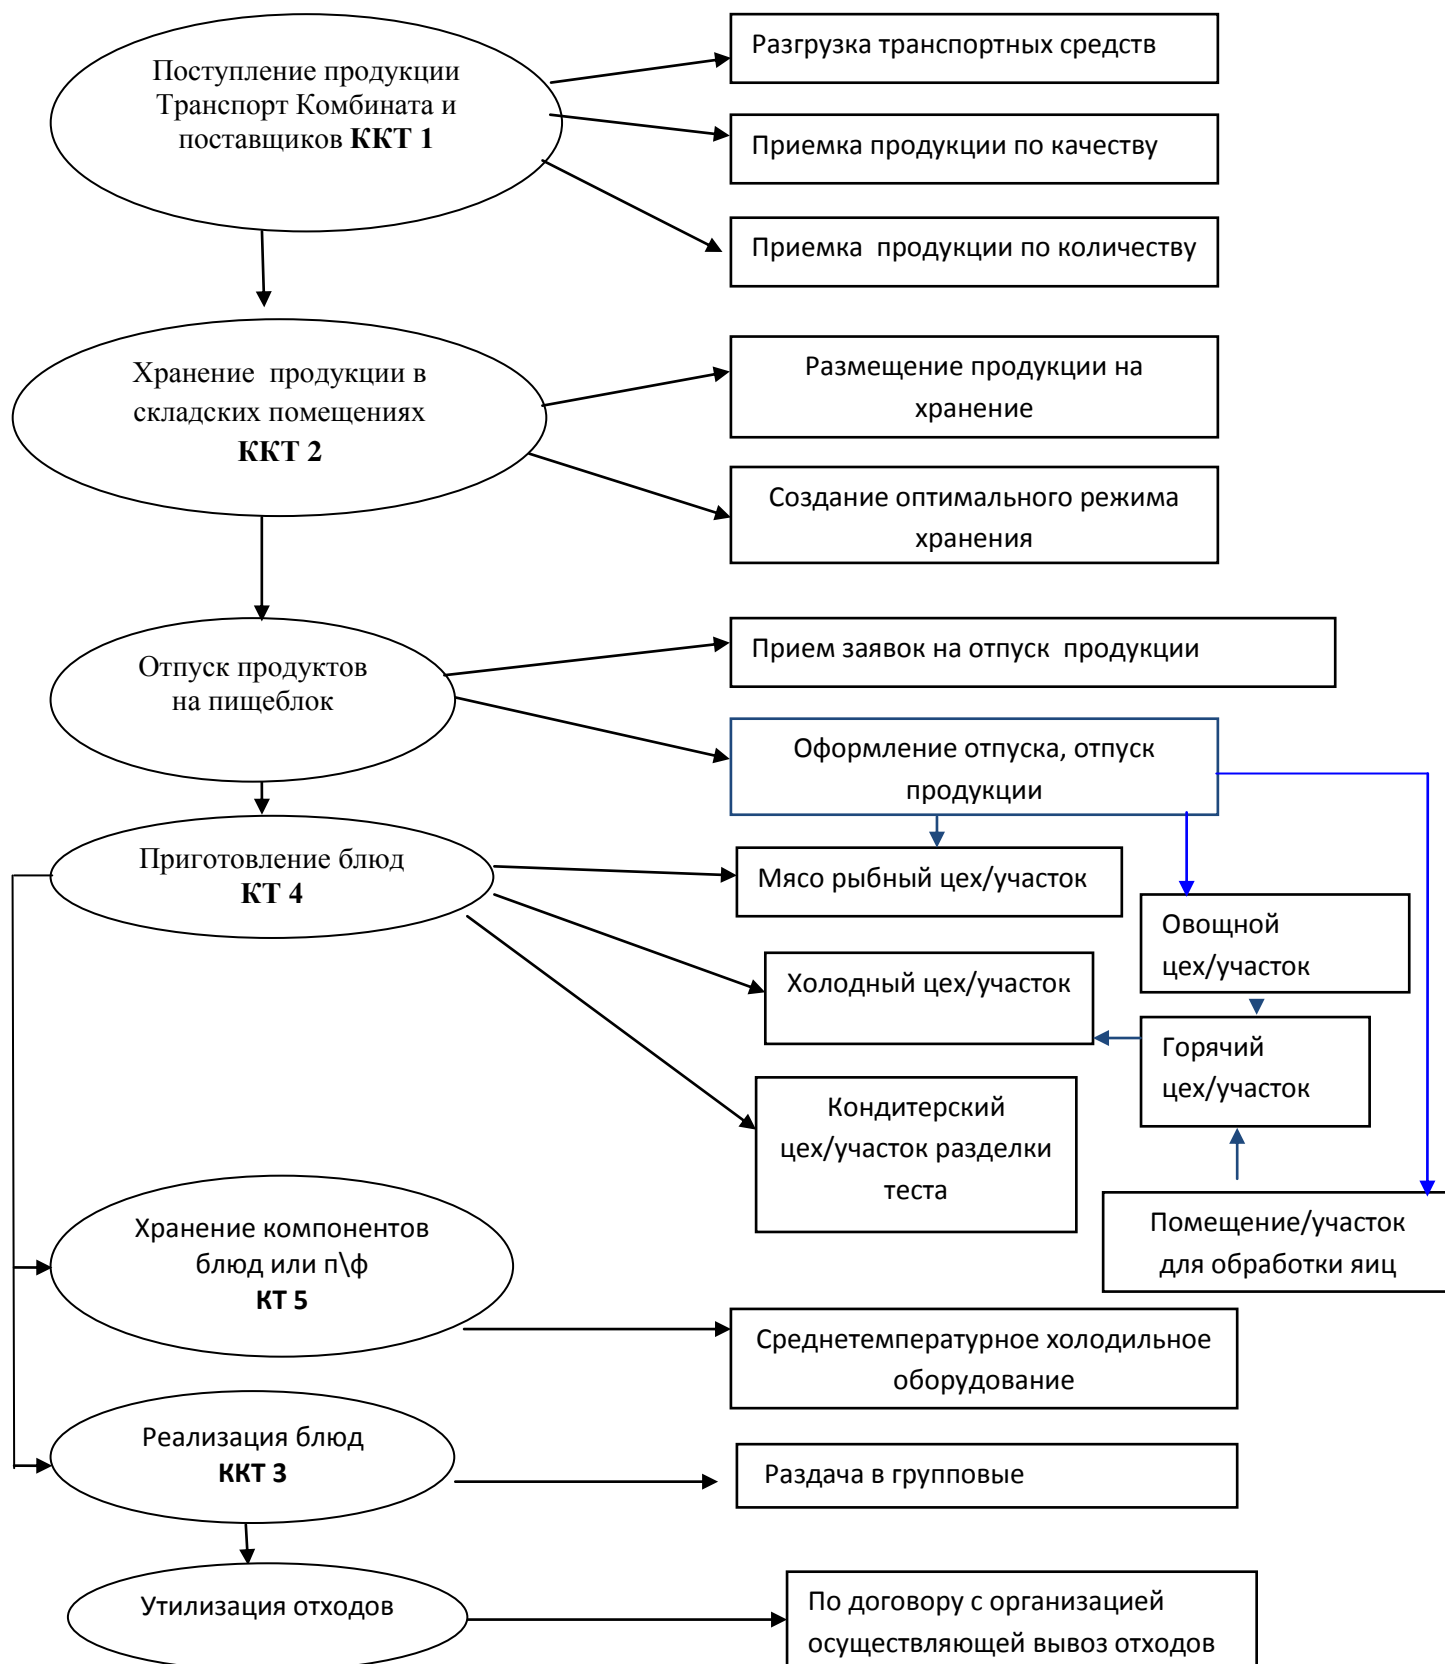 Поступление продукции
Транспорт Комбината и
поставщиков ККТ 1
Разгрузка транспортных средств
Приемка продукции по качеству
Приемка продукции по количеству
Хранение продукции в
складских помещениях
ККТ 2
Размещение продукции на
хранение
Создание оптимального режима
хранения
Отпуск продуктов
на пищеблок
Прием заявок на отпуск продукции
Оформление отпуска, отпуск
продукции
Приготовление блюд
КТ 4
Мясо рыбный цех/участок
Овощной
цех/участок
Холодный цех/участок
Горячий
цех/участок
Кондитерский
цех/участок разделки
теста
Помещение/участок
для обработки яиц
Хранение компонентов
блюд или п\ф
КТ 5
Среднетемпературное холодильное
оборудование
Реализация блюд
ККТ 3
Раздача в групповые
Утилизация отходов
По договору с организацией
осуществляющей вывоз отходов